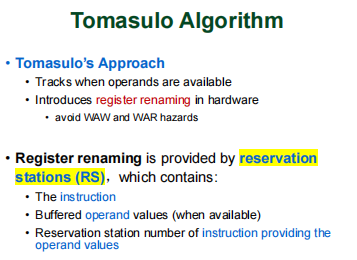 Tomasulo Algorithm
• Tomasulo's Approach
• Tracks when operands are available
• Introduces register renaming in hardware
• avoid WAW and WAR hazards
• Register renaming is provided by reservation
stations (RS)， which contains:
• The instruction
• Buffered operand values (when available)
• Reservation station number of instruction providing the
operand values